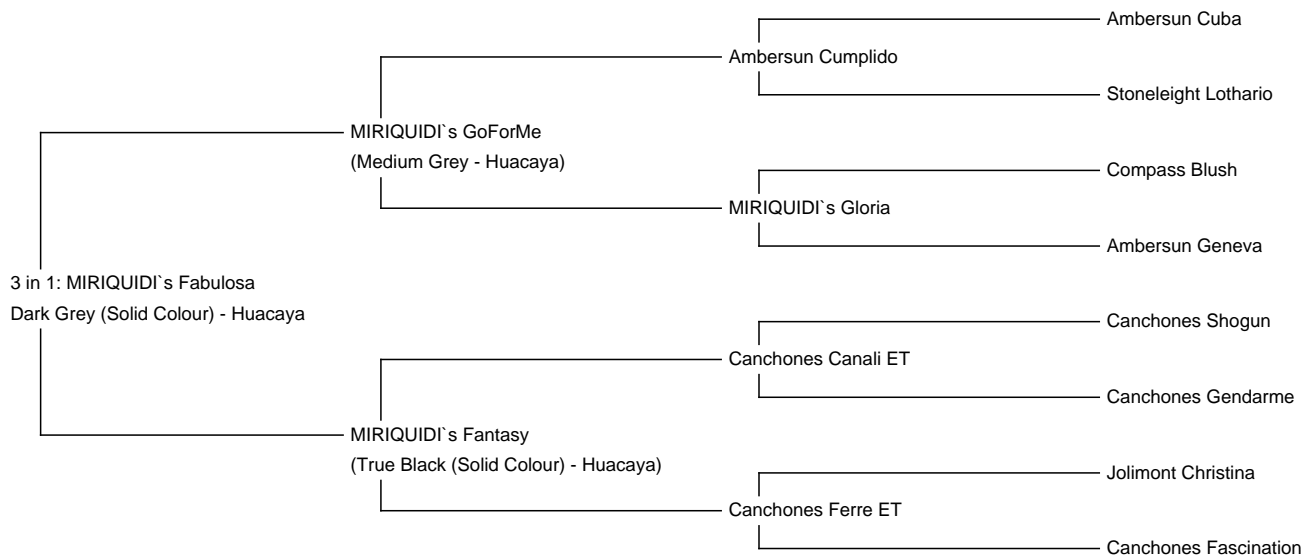 Ambersun Cuba
Ambersun Cumplido
Stoneleight Lothario
MIRIQUIDI`s GoForMe
(Medium Grey - Huacaya)
Compass Blush
MIRIQUIDI`s Gloria
Ambersun Geneva
3 in 1: MIRIQUIDI`s Fabulosa
Dark Grey (Solid Colour) - Huacaya
Canchones Shogun
Canchones Canali ET
Canchones Gendarme
MIRIQUIDI`s Fantasy
(True Black (Solid Colour) - Huacaya)
Jolimont Christina
Canchones Ferre ET
Canchones Fascination